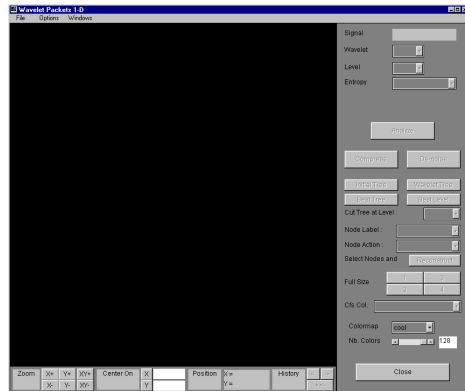 Wavelet Packets 1-D
File Options Windows
Signal
Wavelet
Level
Entropy
Analyze
Compress De-noise
Initial Tree Wavelet Tree
Best Tree Best Level
Cut Tree at Level :
Node Label :
Node Action :
Select Nodes and Reconstruct
Full Size 1 2
3 4
Cfs Col.
Colormap cool
Nb. Colors 128
Zoom X+ Y+ XY+ Center On X Position X = History
X- Y- XY- Y Y =
Close